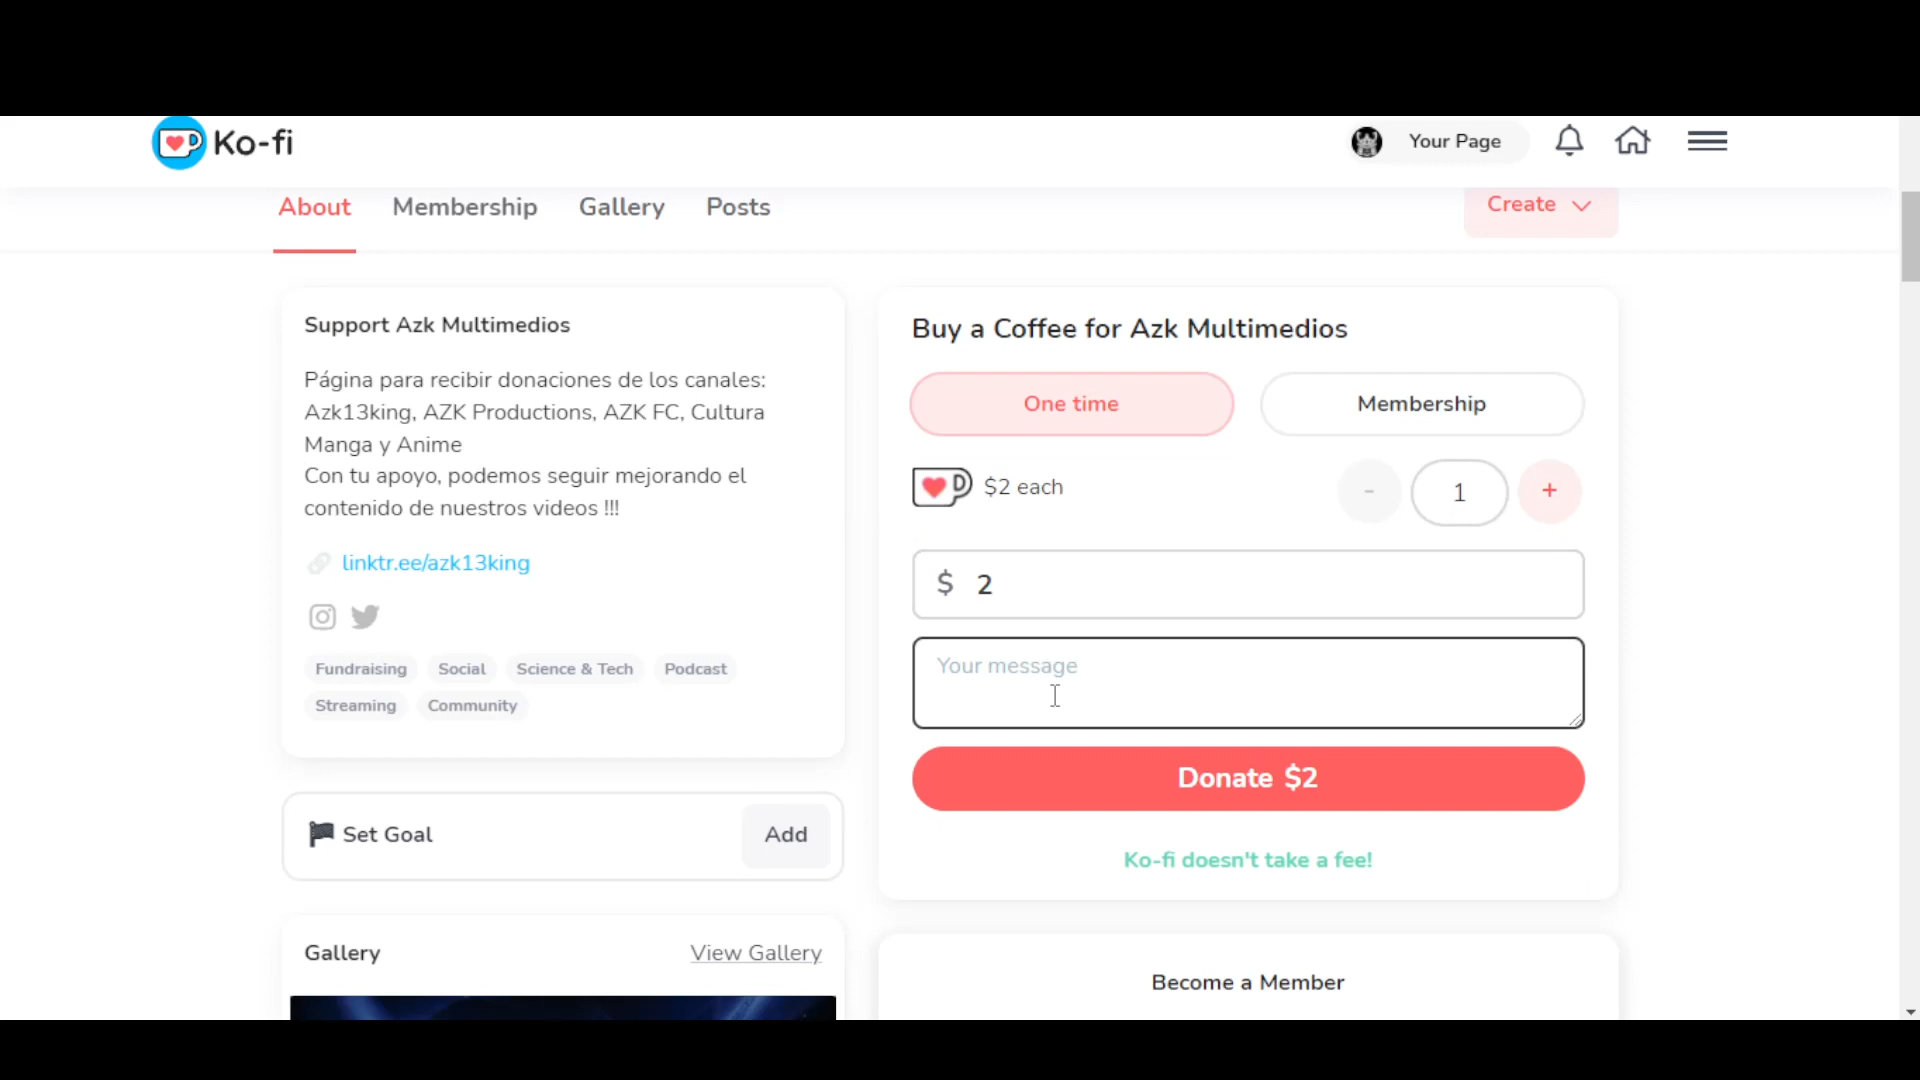 Ko-fi
Your Page
About
Membership
Gallery
Posts
Create
Support Azk Multimedios
Página para recibir donaciones de los canales:
Azk13king, AZK Productions, AZK FC, Cultura
Manga y Anime
Con tu apoyo, podemos seguir mejorando el
contenido de nuestros videos !!!
linktr.ee/azk13king
Fundraising Social Science & Tech Podcast
Streaming Community
Set Goal
Add
Gallery
View Gallery
Buy a Coffee for Azk Multimedios
One time
Membership
$2 each
- 1 +
$ 2
Your message
Donate $2
Ko-fi doesn't take a fee!
Become a Member